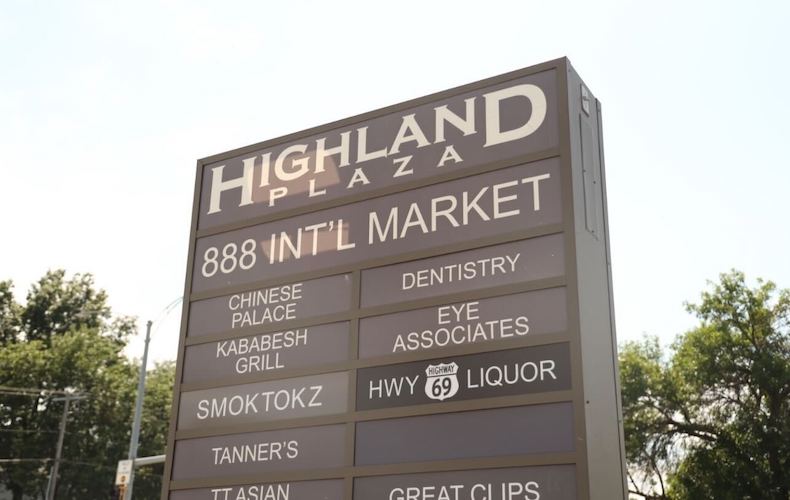 HIGHLAND
PLAZA
888 INT'L MARKET
CHINESE
PALACE
DENTISTRY
KABABESH
GRILL
EYE
ASSOCIATES
SMOKTOKZ
HWY HIGHWAY 69 LIQUOR
TANNER'S
TT ASIAN
GREAT CLIPS